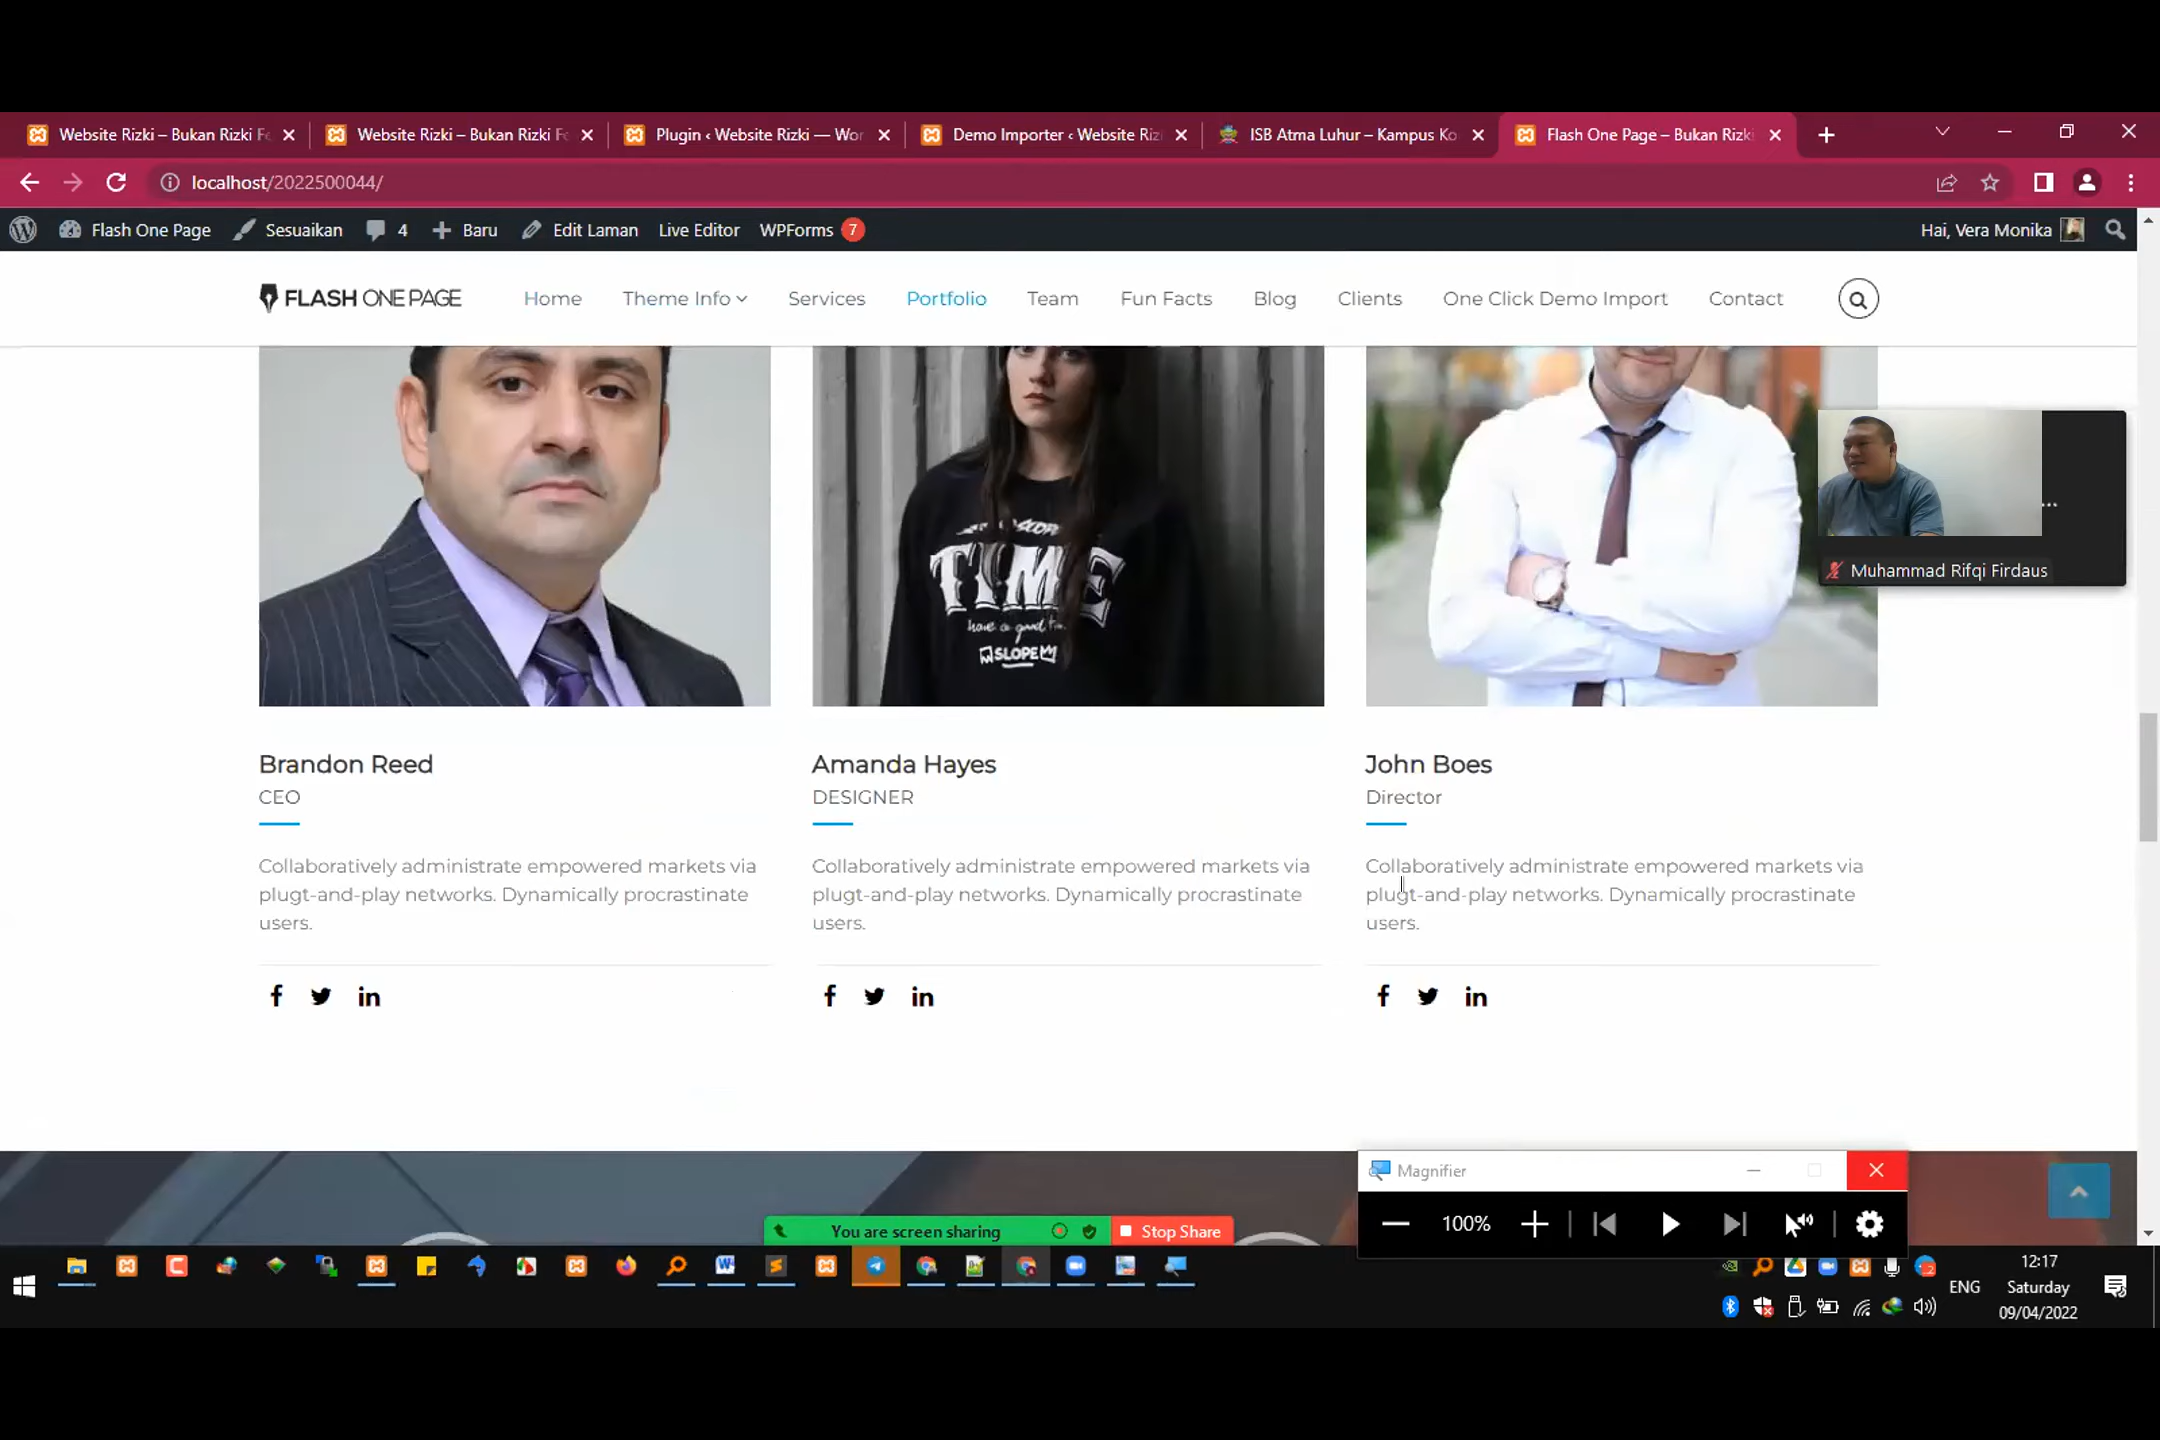 Website Rizki – Bukan Rizki Fe
Website Rizki – Bukan Rizki Fe
Plugin ‹ Website Rizki — Wor
Demo Importer ‹ Website Riz
ISB Atma Luhur – Kampus Ko
Flash One Page – Bukan Rizki
localhost/2022500044/
Flash One Page
Sesuaikan
4
Baru
Edit Laman
Live Editor
WPForms 7
Hai, Vera Monika
FLASH ONE PAGE
Home
Theme Info
Services
Portfolio
Team
Fun Facts
Blog
Clients
One Click Demo Import
Contact
TIME
have a good
SLOPE
Muhammad Rifqi Firdaus
Brandon Reed
CEO
Collaboratively administrate empowered markets via
plugt-and-play networks. Dynamically procrastinate
users.
Amanda Hayes
DESIGNER
Collaboratively administrate empowered markets via
plugt-and-play networks. Dynamically procrastinate
users.
John Boes
Director
Collaboratively administrate empowered markets via
plugt-and-play networks. Dynamically procrastinate
users.
Magnifier
100%
You are screen sharing
Stop Share
ENG
12:17
Saturday
09/04/2022